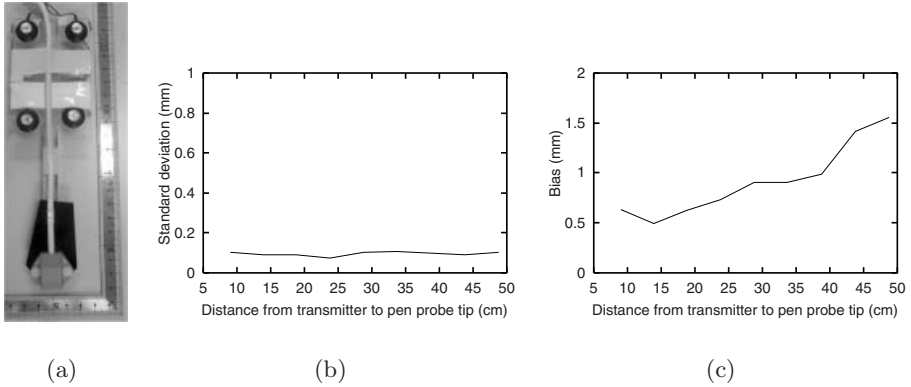 1
0.8
0.6
0.4
0.2
0
Standard deviation (mm)
5 10 15 20 25 30 35 40 45 50
Distance from transmitter to pen probe tip (cm)
2
1.5
1
0.5
0
Bias (mm)
5 10 15 20 25 30 35 40 45 50
Distance from transmitter to pen probe tip (cm)
(a) (b) (c)